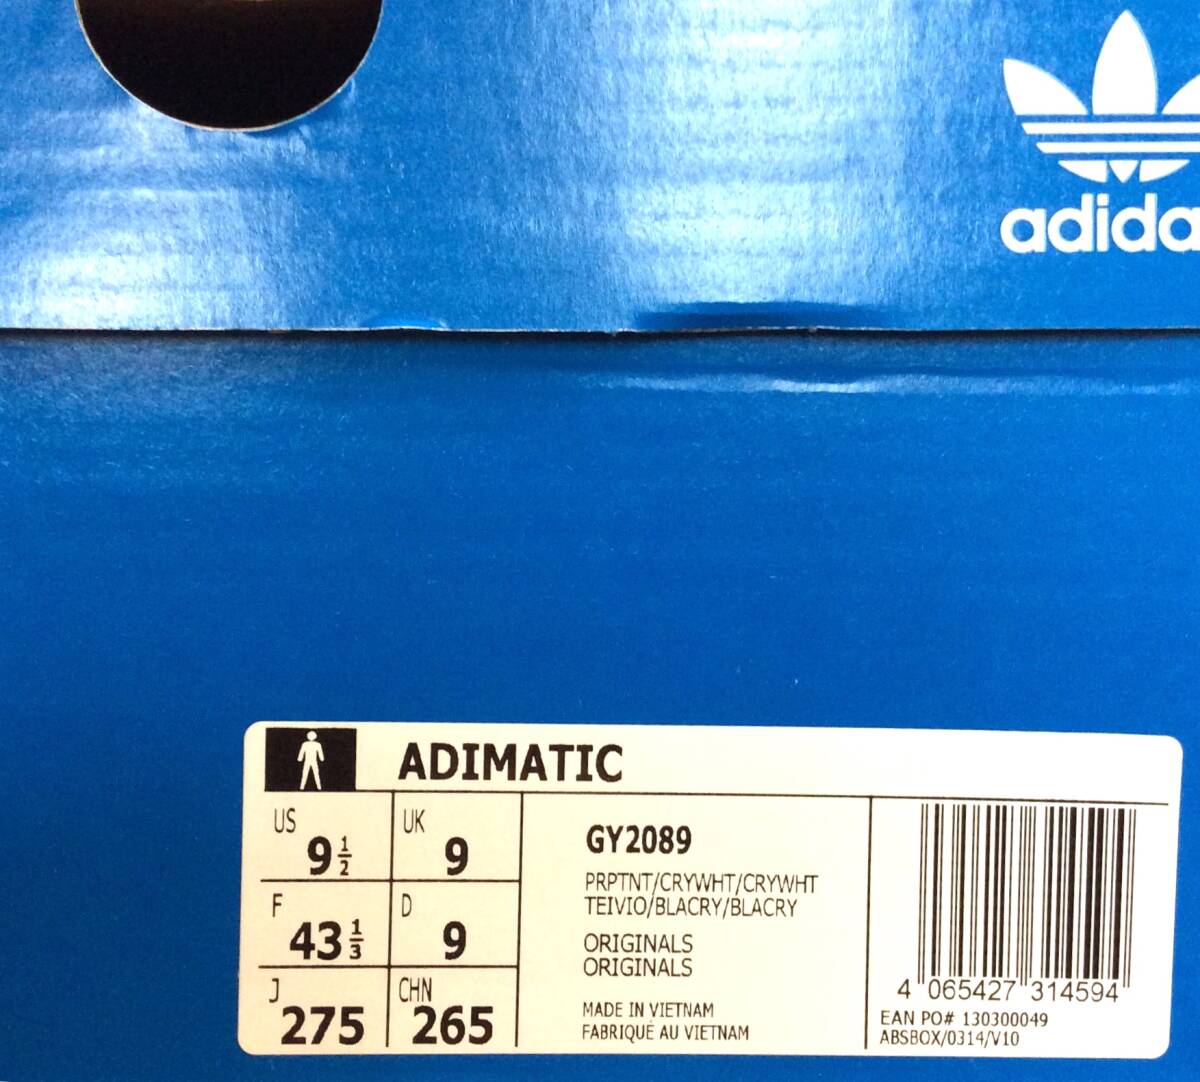 adida
ADIMATIC
US 9 1/2 UK 9
F 43 1/3 D 9
J 275 CHN 265
GY2089
PRPTNT/CRYWHT/CRYWHT
TEIVIO/BLACRY/BLACRY
ORIGINALS
ORIGINALS
MADE IN VIETNAM
FABRIQUÉ AU VIETNAM
4 065427 314594
EAN PO# 130300049
ABSBOX/0314/V10